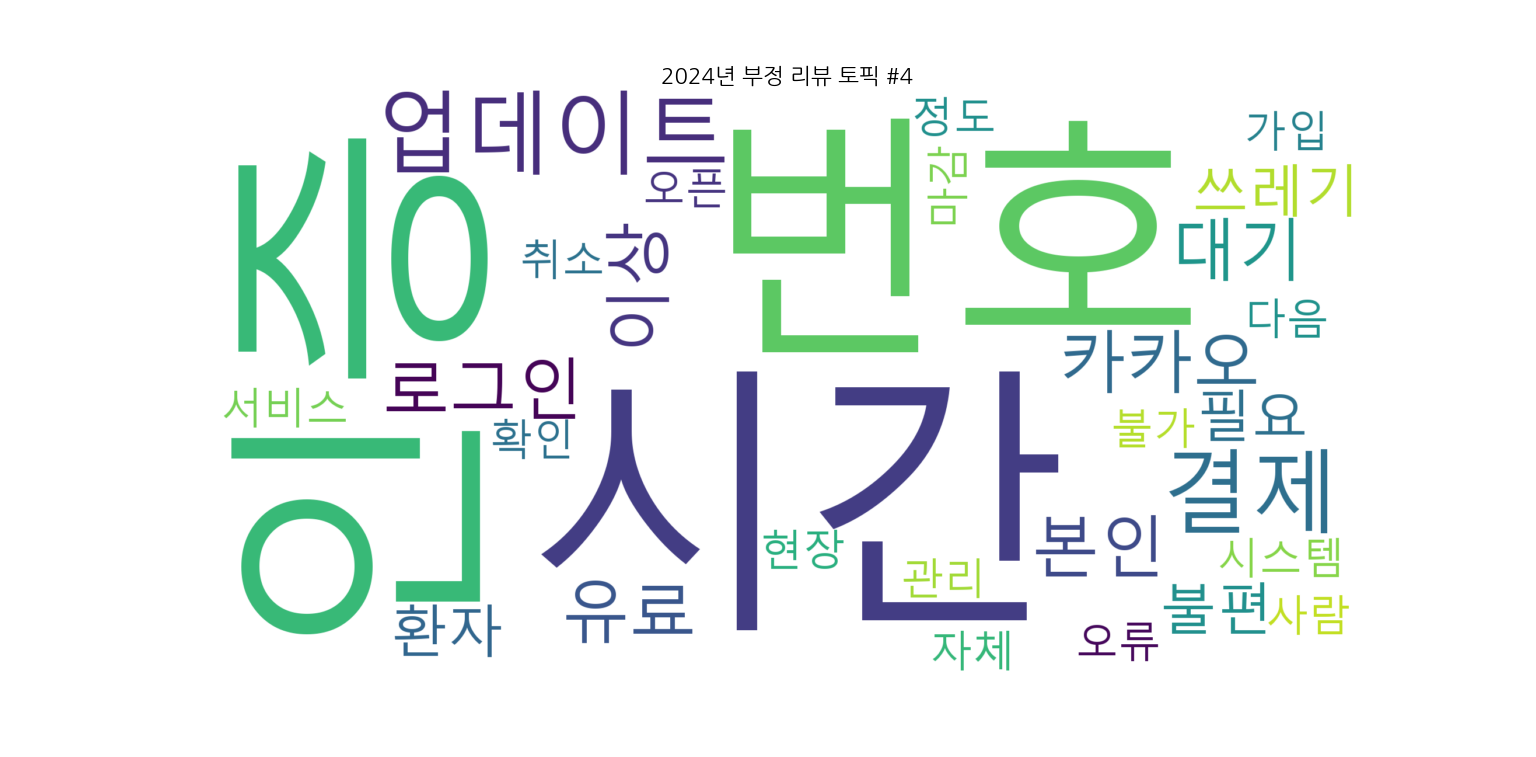 2024년 부정 리뷰 토픽 #4
업데이트
정도
가입
인증
번호
쓰레기
오픈
마감
대기
취소
이상
다음
카카오
로그인
시간
서비스
확인
불가
필요
결제
현장
본인
시스템
관리
유료
불편
사람
환자
자체
오류